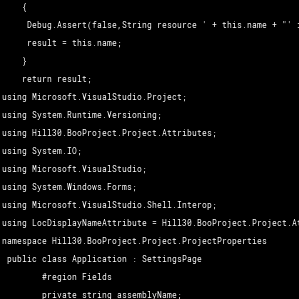 {
Debug.Assert(false,String resource ' + this.name + "'
result = this.name;
}
return result;
using Microsoft.VisualStudio.Project;
using System.Runtime.Versioning;
using Hill30.BooProject.Project.Attributes;
using System.IO;
using Microsoft.VisualStudio;
using System.Windows.Forms;
using Microsoft.VisualStudio.Shell.Interop;
using LocDisplayNameAttribute = Hill30.BooProject.Project.At
namespace Hill30.BooProject.Project.ProjectProperties
public class Application : SettingsPage
#region Fields
private string assemblyName;